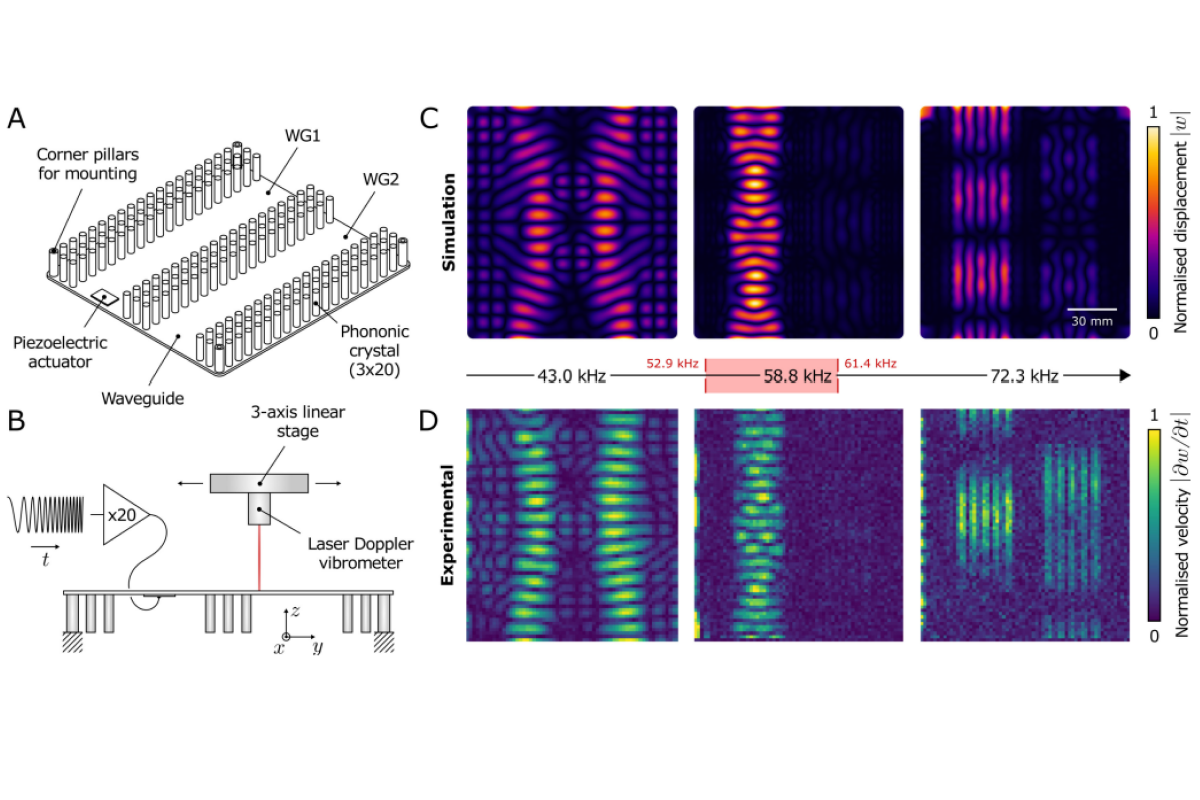 A
Corner pillars
for mounting
WG1
WG2
Piezoelectric
actuator
Waveguide
Phononic
crystal
(3x20)
B
3-axis linear
stage
x20
t
Laser Doppler
vibrometer
z
x
y
C
Simulation
30 mm
1
0
Normalised displacement |w|
52.9 kHz
61.4 kHz
43.0 kHz
58.8 kHz
72.3 kHz
D
Experimental
1
0
Normalised velocity |∂w/∂t|